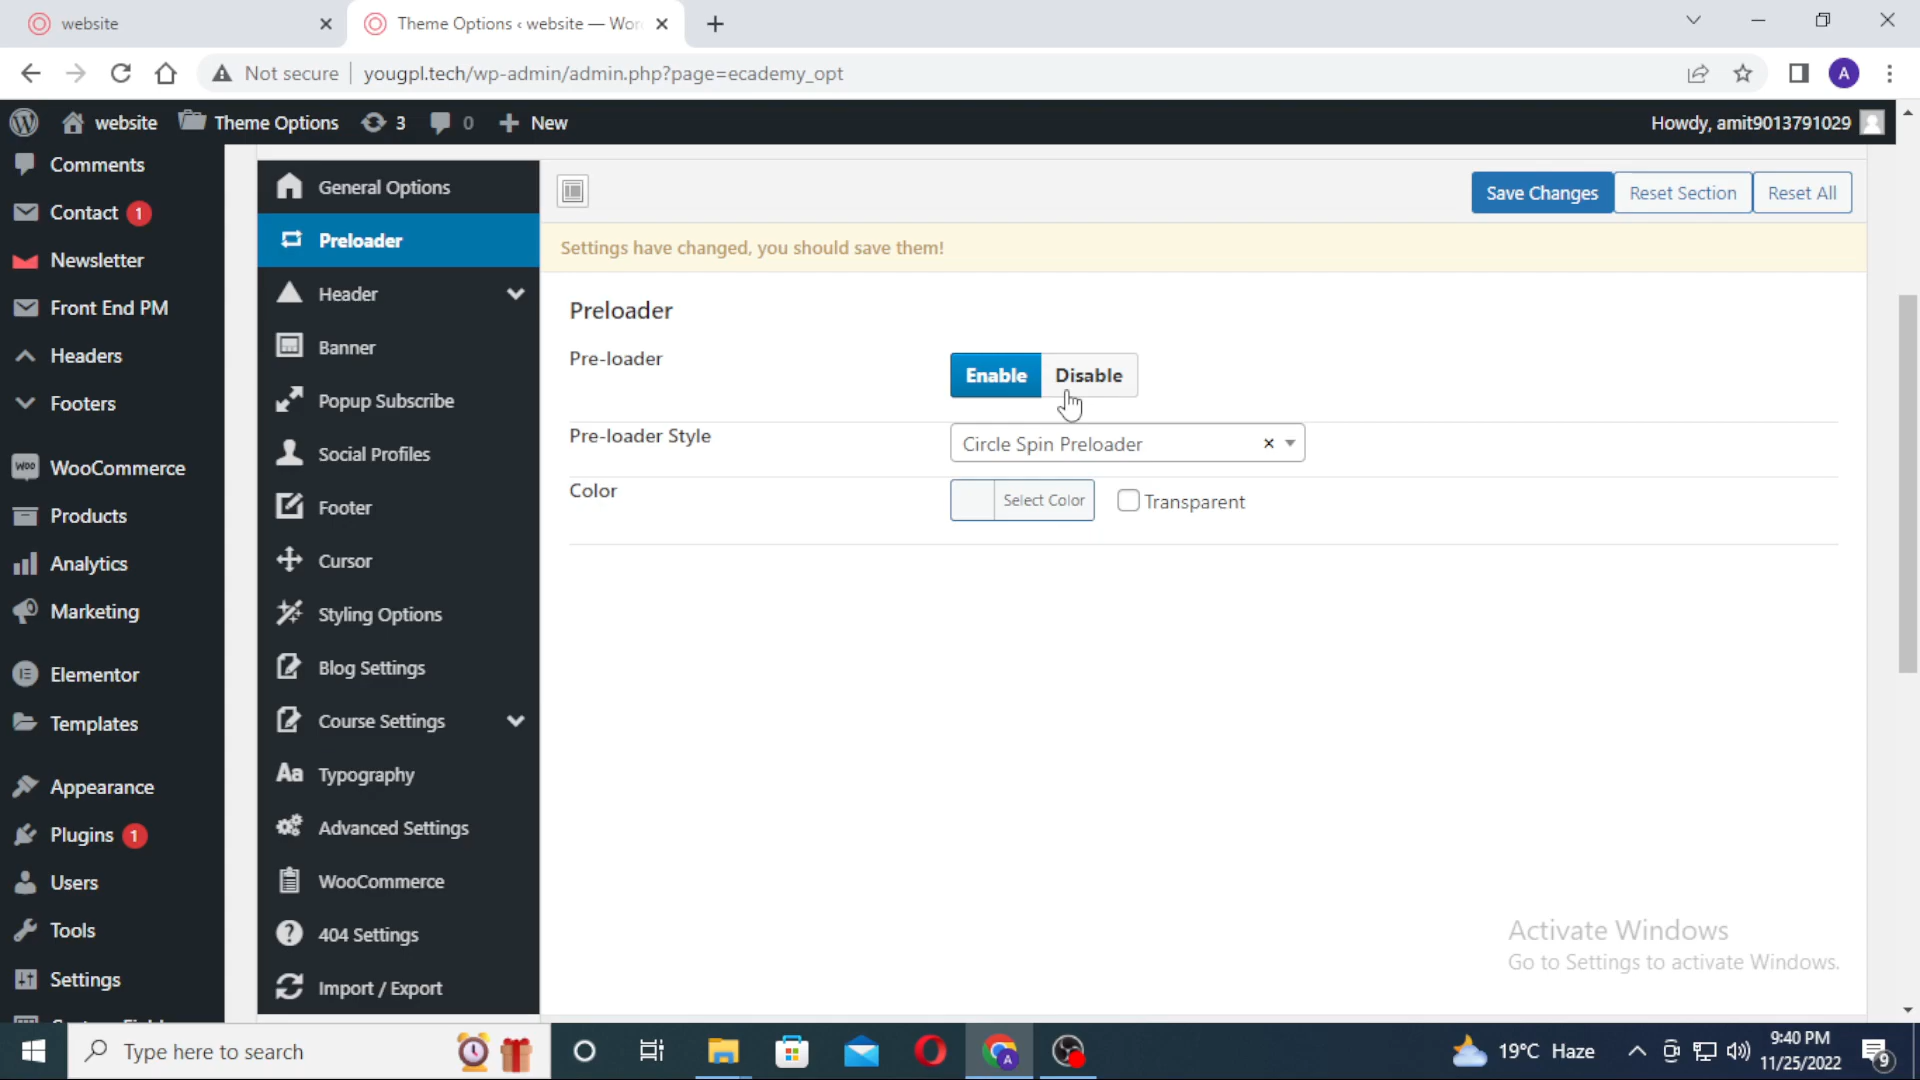 website
Theme Options ‹ website — Wor
Not secure
yougpl.tech/wp-admin/admin.php?page=ecademy_opt
A
website
Theme Options
3
0
New
Howdy, amit9013791029
Comments
Contact 1
Newsletter
Front End PM
Headers
Footers
WooCommerce
Products
Analytics
Marketing
Elementor
Templates
Appearance
Plugins 1
Users
Tools
Settings
General Options
Preloader
Header
Banner
Popup Subscribe
Social Profiles
Footer
Cursor
Styling Options
Blog Settings
Course Settings
Aa Typography
Advanced Settings
WooCommerce
404 Settings
Import / Export
Save Changes Reset Section Reset All
Settings have changed, you should save them!
Preloader
Pre-loader
Enable Disable
Pre-loader Style
Circle Spin Preloader × 
Color
Select Color
Transparent
Activate Windows
Go to Settings to activate Windows.
Type here to search
19°C Haze
9:40 PM
11/25/2022
9